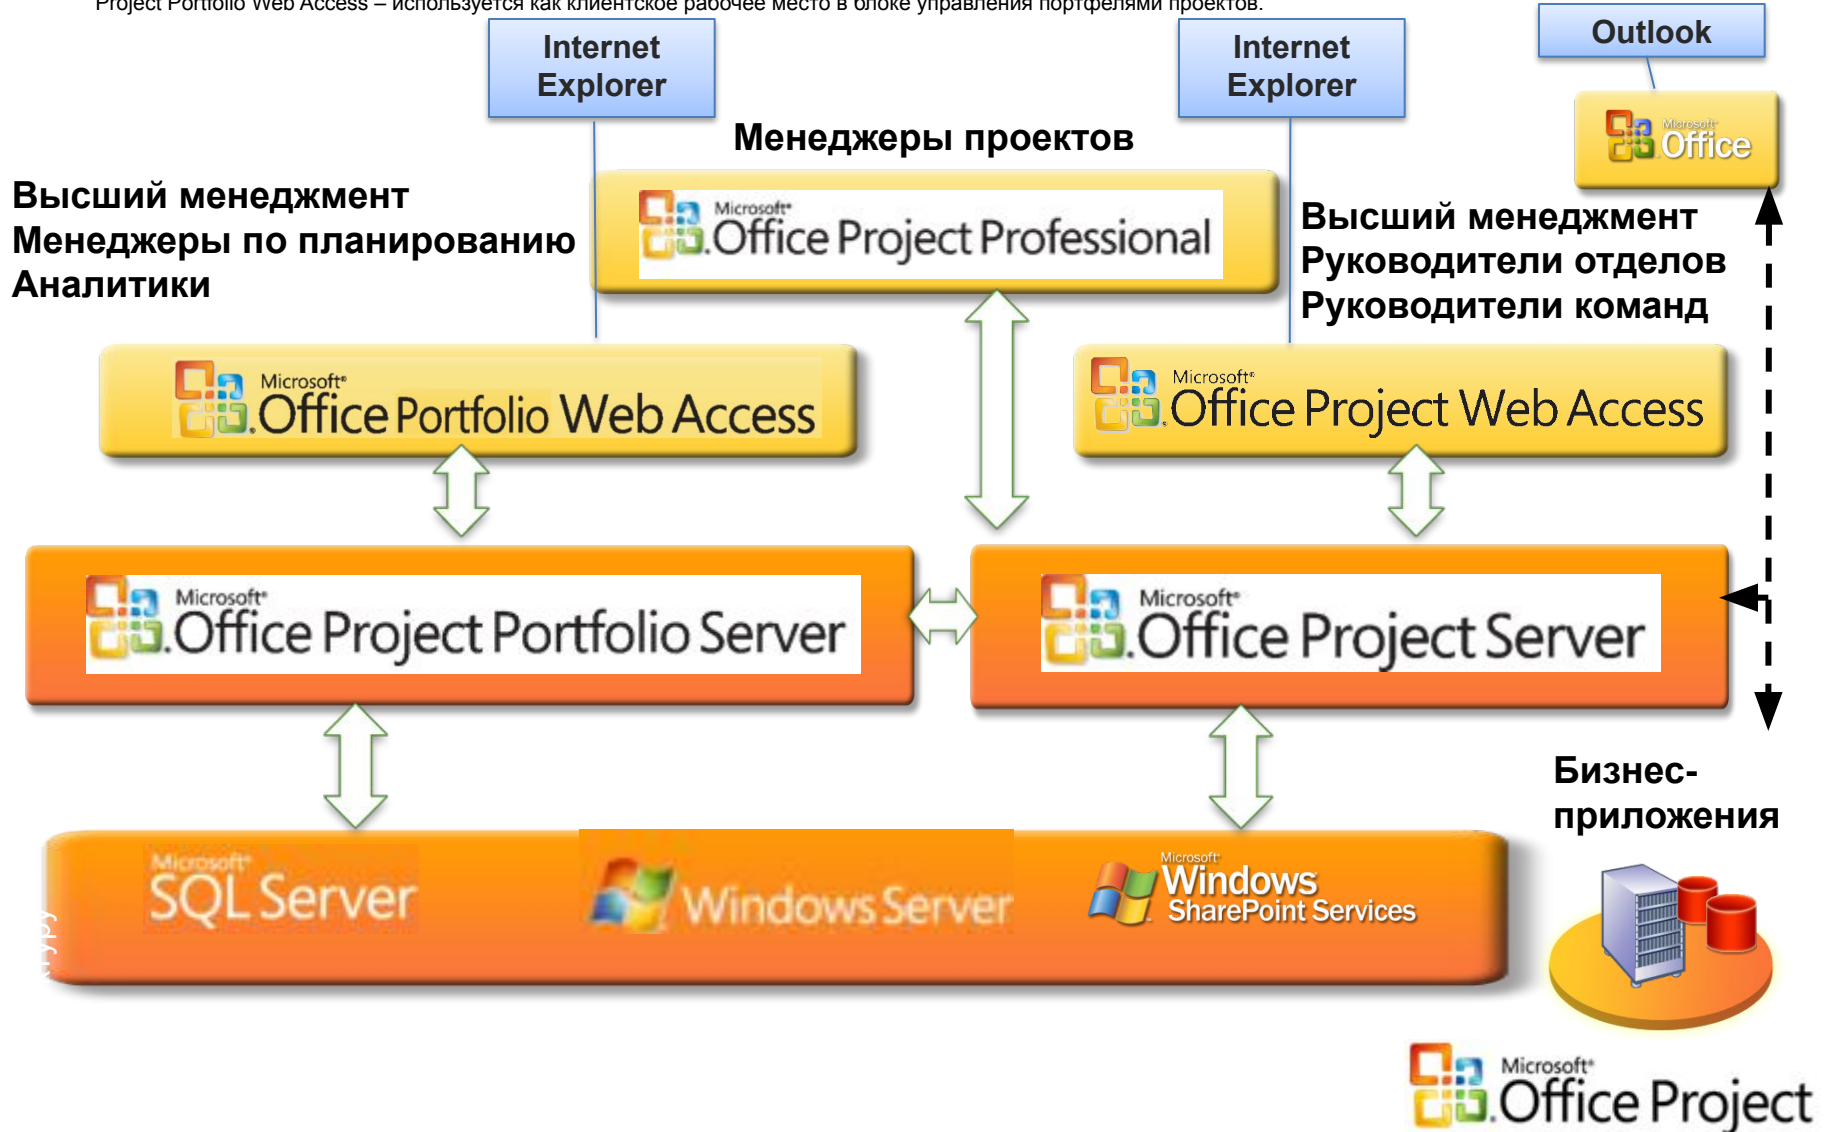 Project Portfolio Web Access – используется как клиентское рабочее место в блоке управления портфелями проектов.
Internet
Explorer
Internet
Explorer
Outlook
Microsoft
Office
Менеджеры проектов
Microsoft®
Office Project Professional
Высший менеджмент
Менеджеры по планированию
Аналитики
Высший менеджмент
Руководители отделов
Руководители команд
Microsoft®
Office Portfolio Web Access
Microsoft®
Office Project Web Access
Microsoft®
Office Project Portfolio Server
Microsoft®
Office Project Server
Бизнес-
приложения
Microsoft®
SQL Server
Windows Server
Microsoft®
Windows
SharePoint Services
Microsoft®
Office Project